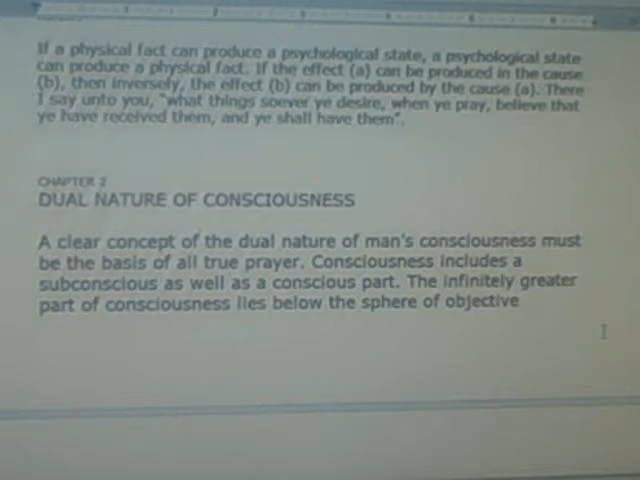 If a physical fact can produce a psychological state, a psychological state
can produce a physical fact. If the effect (a) can be produced in the cause
(b), then inversely, the effect (b) can be produced by the cause (a). There
I say unto you, "what things soever ye desire, when ye pray, believe that
ye have received them, and ye shall have them".
CHAPTER 2
DUAL NATURE OF CONSCIOUSNESS
A clear concept of the dual nature of man's consciousness must
be the basis of all true prayer. Consciousness includes a
subconscious as well as a conscious part. The infinitely greater
part of consciousness lies below the sphere of objective